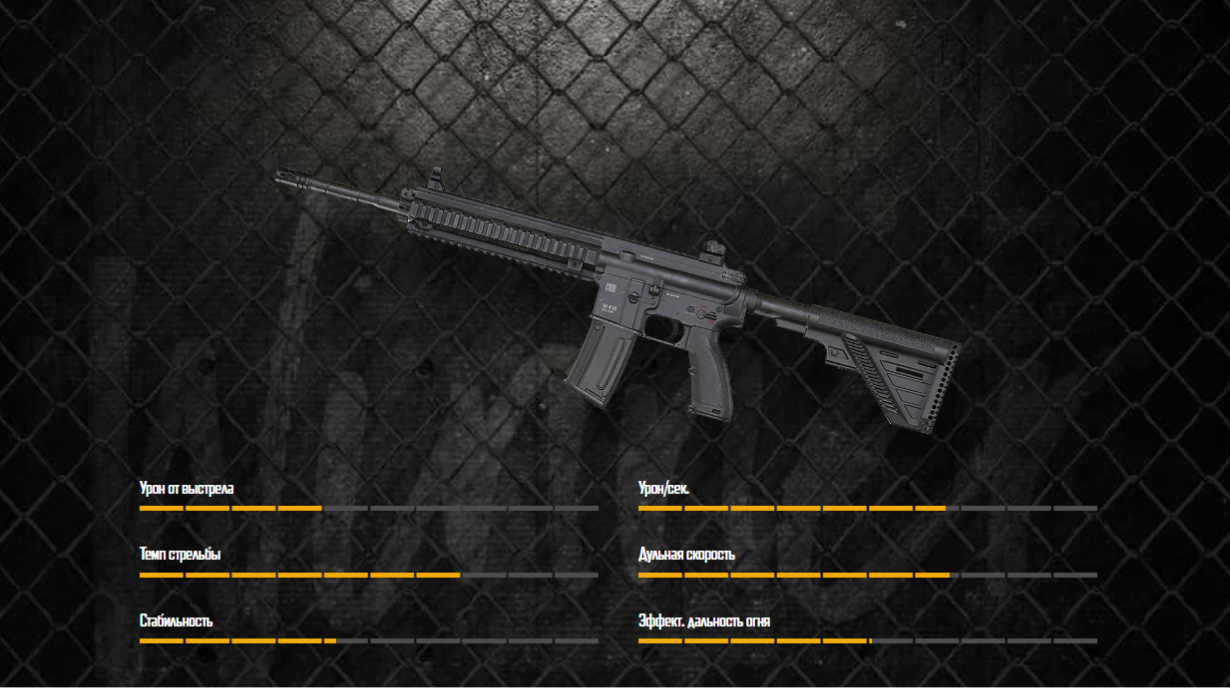 Урон от выстрела
Урон/сек.
Темп стрельбы
Дульная скорость
Стабильность
Эффект. дальность огня